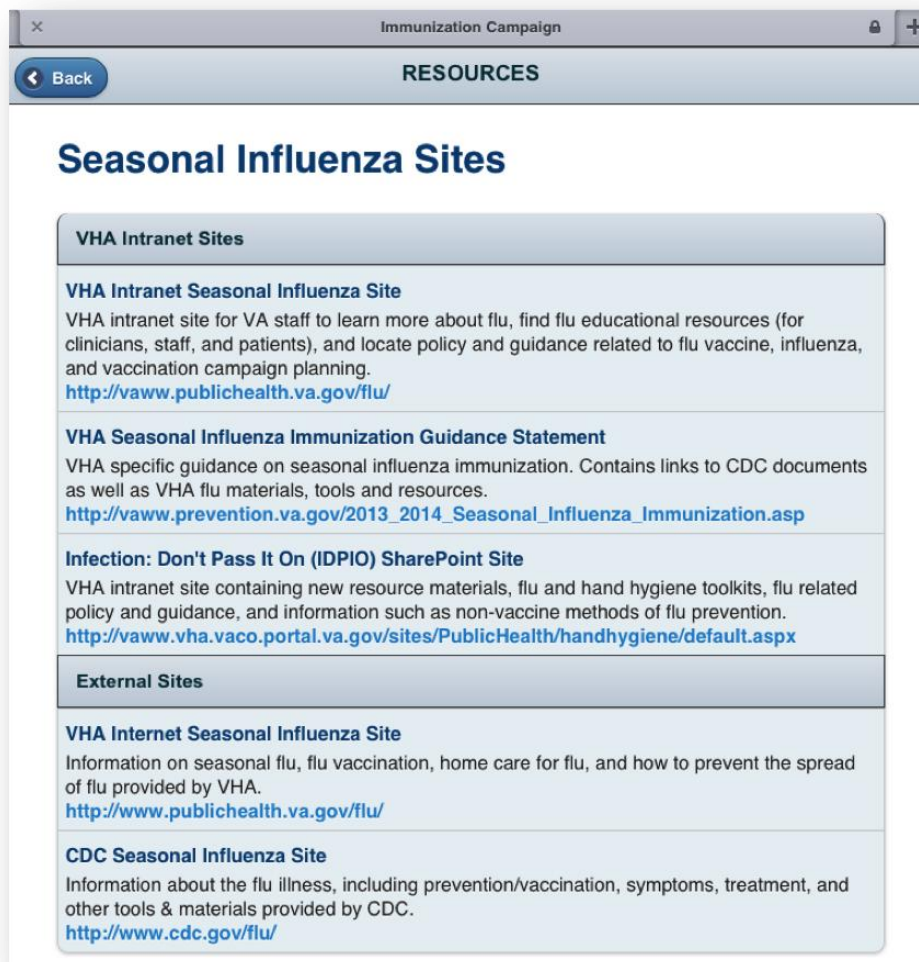 Immunization Campaign
Back
RESOURCES
Seasonal Influenza Sites
VHA Intranet Sites
VHA Intranet Seasonal Influenza Site
VHA intranet site for VA staff to learn more about flu, find flu educational resources (for
clinicians, staff, and patients), and locate policy and guidance related to flu vaccine, influenza,
and vaccination campaign planning.
http://vaww.publichealth.va.gov/flu/
VHA Seasonal Influenza Immunization Guidance Statement
VHA specific guidance on seasonal influenza immunization. Contains links to CDC documents
as well as VHA flu materials, tools and resources.
http://vaww.prevention.va.gov/2013_2014_Seasonal_Influenza_Immunization.asp
Infection: Don't Pass It On (IDPIO) SharePoint Site
VHA intranet site containing new resource materials, flu and hand hygiene toolkits, flu related
policy and guidance, and information such as non-vaccine methods of flu prevention.
http://vaww.vha.vaco.portal.va.gov/sites/PublicHealth/handhygiene/default.aspx
External Sites
VHA Internet Seasonal Influenza Site
Information on seasonal flu, flu vaccination, home care for flu, and how to prevent the spread
of flu provided by VHA.
http://www.publichealth.va.gov/flu/
CDC Seasonal Influenza Site
Information about the flu illness, including prevention/vaccination, symptoms, treatment, and
other tools & materials provided by CDC.
http://www.cdc.gov/flu/